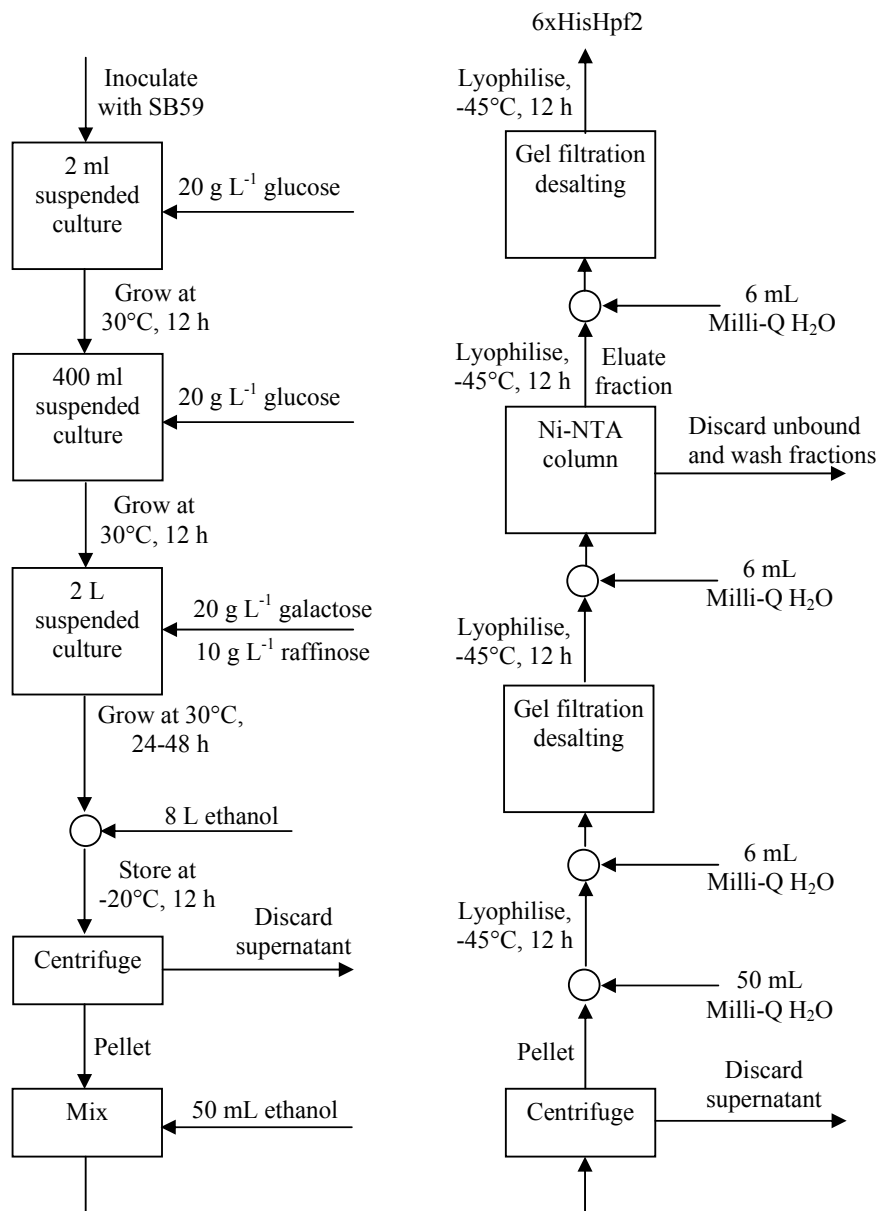 Inoculate
with SB59
2 ml
suspended
culture
20 g L⁻¹ glucose
Grow at
30°C, 12 h
400 ml
suspended
culture
20 g L⁻¹ glucose
Grow at
30°C, 12 h
2 L
suspended
culture
20 g L⁻¹ galactose
10 g L⁻¹ raffinose
Grow at 30°C,
24-48 h
8 L ethanol
Store at
-20°C, 12 h
Centrifuge
Discard
supernatant
Pellet
Mix
50 mL ethanol
6xHisHpf2
Lyophilise,
-45°C, 12 h
Gel filtration
desalting
6 mL
Milli-Q H₂O
Lyophilise,
-45°C, 12 h
Eluate
fraction
Ni-NTA
column
Discard unbound
and wash fractions
6 mL
Milli-Q H₂O
Lyophilise,
-45°C, 12 h
Gel filtration
desalting
6 mL
Milli-Q H₂O
Lyophilise,
-45°C, 12 h
50 mL
Milli-Q H₂O
Pellet
Centrifuge
Discard
supernatant